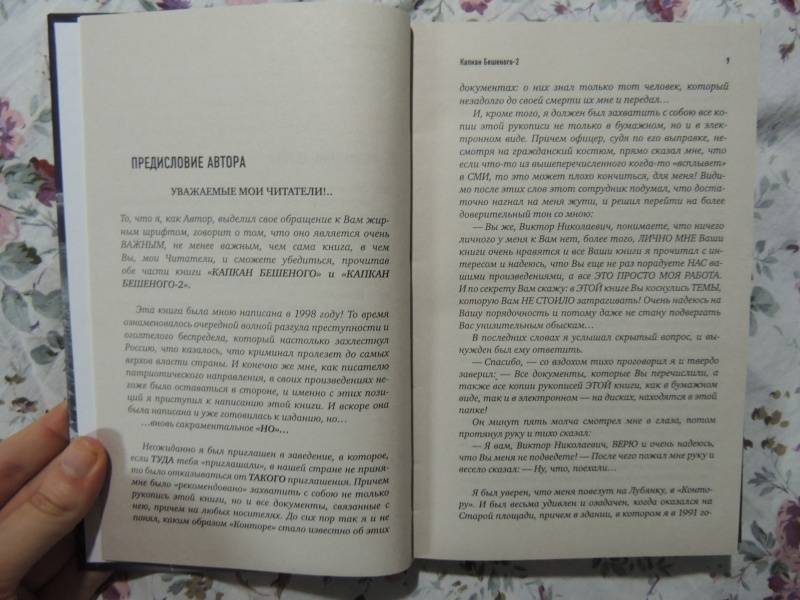 ПРЕДИСЛОВИЕ АВТОРА
УВАЖАЕМЫЕ МОИ ЧИТАТЕЛИ!..
То, что я, как Автор, выделил свое обращение к Вам жир-
ным шрифтом, говорит о том, что оно является очень
ВАЖНЫМ, не менее важным, чем сама книга, в чем
Вы, мои Читатели, и сможете убедиться, прочитав
обе части книги «КАПКАН БЕШЕНОГО» и «КАПКАН
БЕШЕНОГО-2».
Эта книга была мною написана в 1998 году! То время
ознаменовалось очередной волной разгула преступности и
оголтелого беспредела, который настолько захлестнул
Россию, что казалось, что криминал пролезет до самых
верхов власти страны. И конечно же мне, как писателю
патриотического направления, в своих произведениях не-
гоже было оставаться в стороне, и именно с этих пози-
ций я приступил к написанию этой книги. И вскоре она
была написана и уже готовилась к изданию, но...
...вновь сакраментальное «НО»...
Неожиданно я был приглашен в заведение, в которое,
если ТУДА тебя «приглашали», в нашей стране не приня-
то было отказываться от ТАКОГО приглашения. Причем
мне было «рекомендовано» захватить с собою не только
рукопись этой книги, но и все документы, связанные с
нею, причем на любых носителях. До сих пор так я и не
понял, каким образом «Конторе» стало известно об этих
Капкан Бешеного-2 9
документах: о них знал только тот человек, который
незадолго до своей смерти их мне и передал...
И, кроме того, я должен был захватить с собою все ко-
пии этой рукописи не только в бумажном, но и в элек-
тронном виде. Причем офицер, судя по его выправке, не-
смотря на гражданский костюм, прямо сказал мне, что
если что-то из вышеперечисленного когда-то «всплывет»
в СМИ, то это может плохо кончиться, для меня! Види-
мо после этих слов этот сотрудник подумал, что доста-
точно нагнал на меня жути, и решил перейти на более
доверительный тон со мною:
— Вы же, Виктор Николаевич, понимаете, что ничего
личного у меня к Вам нет, более того, ЛИЧНО МНЕ Ваши
книги очень нравятся и все Ваши книги я прочитал с ин-
тересом и надеюсь, что Вы еще не раз порадуете НАС ва-
шими произведениями, а все ЭТО ПРОСТО МОЯ РАБОТА.
И по секрету Вам скажу: в ЭТОЙ книге Вы коснулись ТЕМЫ,
которую Вам НЕ СТОИЛО затрагивать! Очень надеюсь на
Вашу порядочность и потому даже не стану подвергать
Вас унизительным обыскам...
В последних словах я услышал скрытый вопрос, и вы-
нужден был ему ответить.
— Спасибо, — со вздохом тихо проговорил я и твердо
заверил: — Все документы, которые Вы перечислили, а
также все копии рукописей ЭТОЙ книги, как в бумажном
виде, так и в электронном — на дисках, находятся в этой
папке!
Он минут пять молча смотрел мне в глаза, потом
протянул руку и тихо сказал:
— Я вам, Виктор Николаевич, ВЕРЮ и очень надеюсь,
что Вы меня не подведете! — После чего пожал мне руку и
весело сказал: — Ну, что, поехали...
Я был уверен, что меня повезут на Лубянку, в «Конто-
ру». И был весьма удивлен и озадачен, когда оказался на
Старой площади, причем в здании, в котором я в 1991 го-